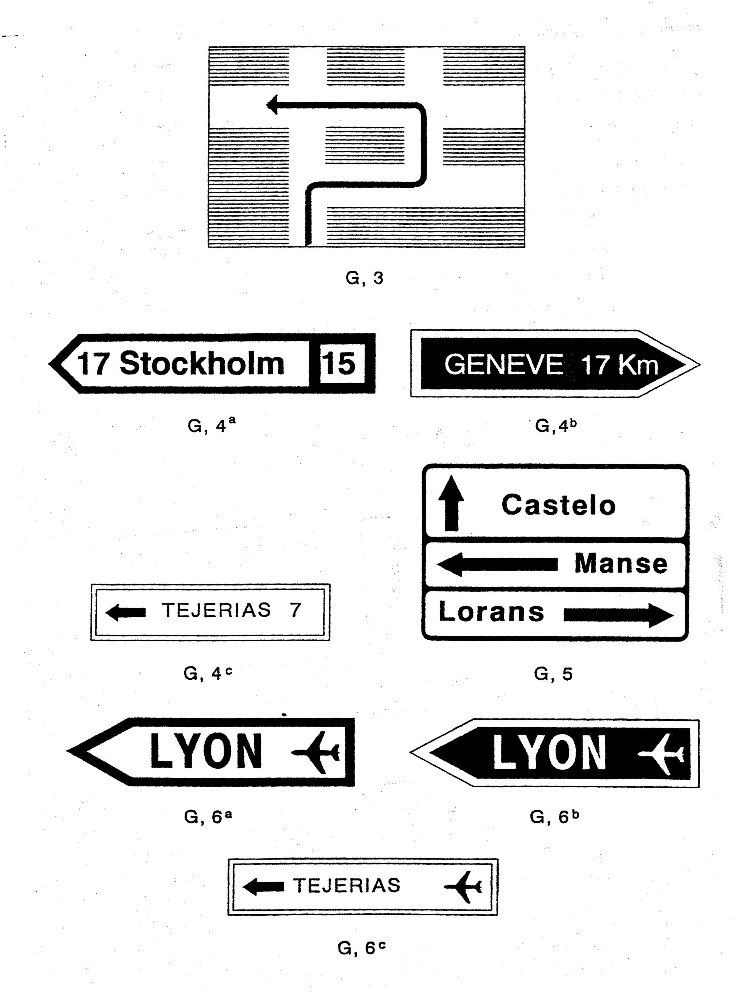 G, 3
17 Stockholm 15
GENEVE 17 Km
G, 4a
G,4b
Castelo
Manse
Lorans
TEJERIAS 7
G, 4c
G, 5
LYON
LYON
G, 6a
G, 6b
TEJERIAS
G, 6c